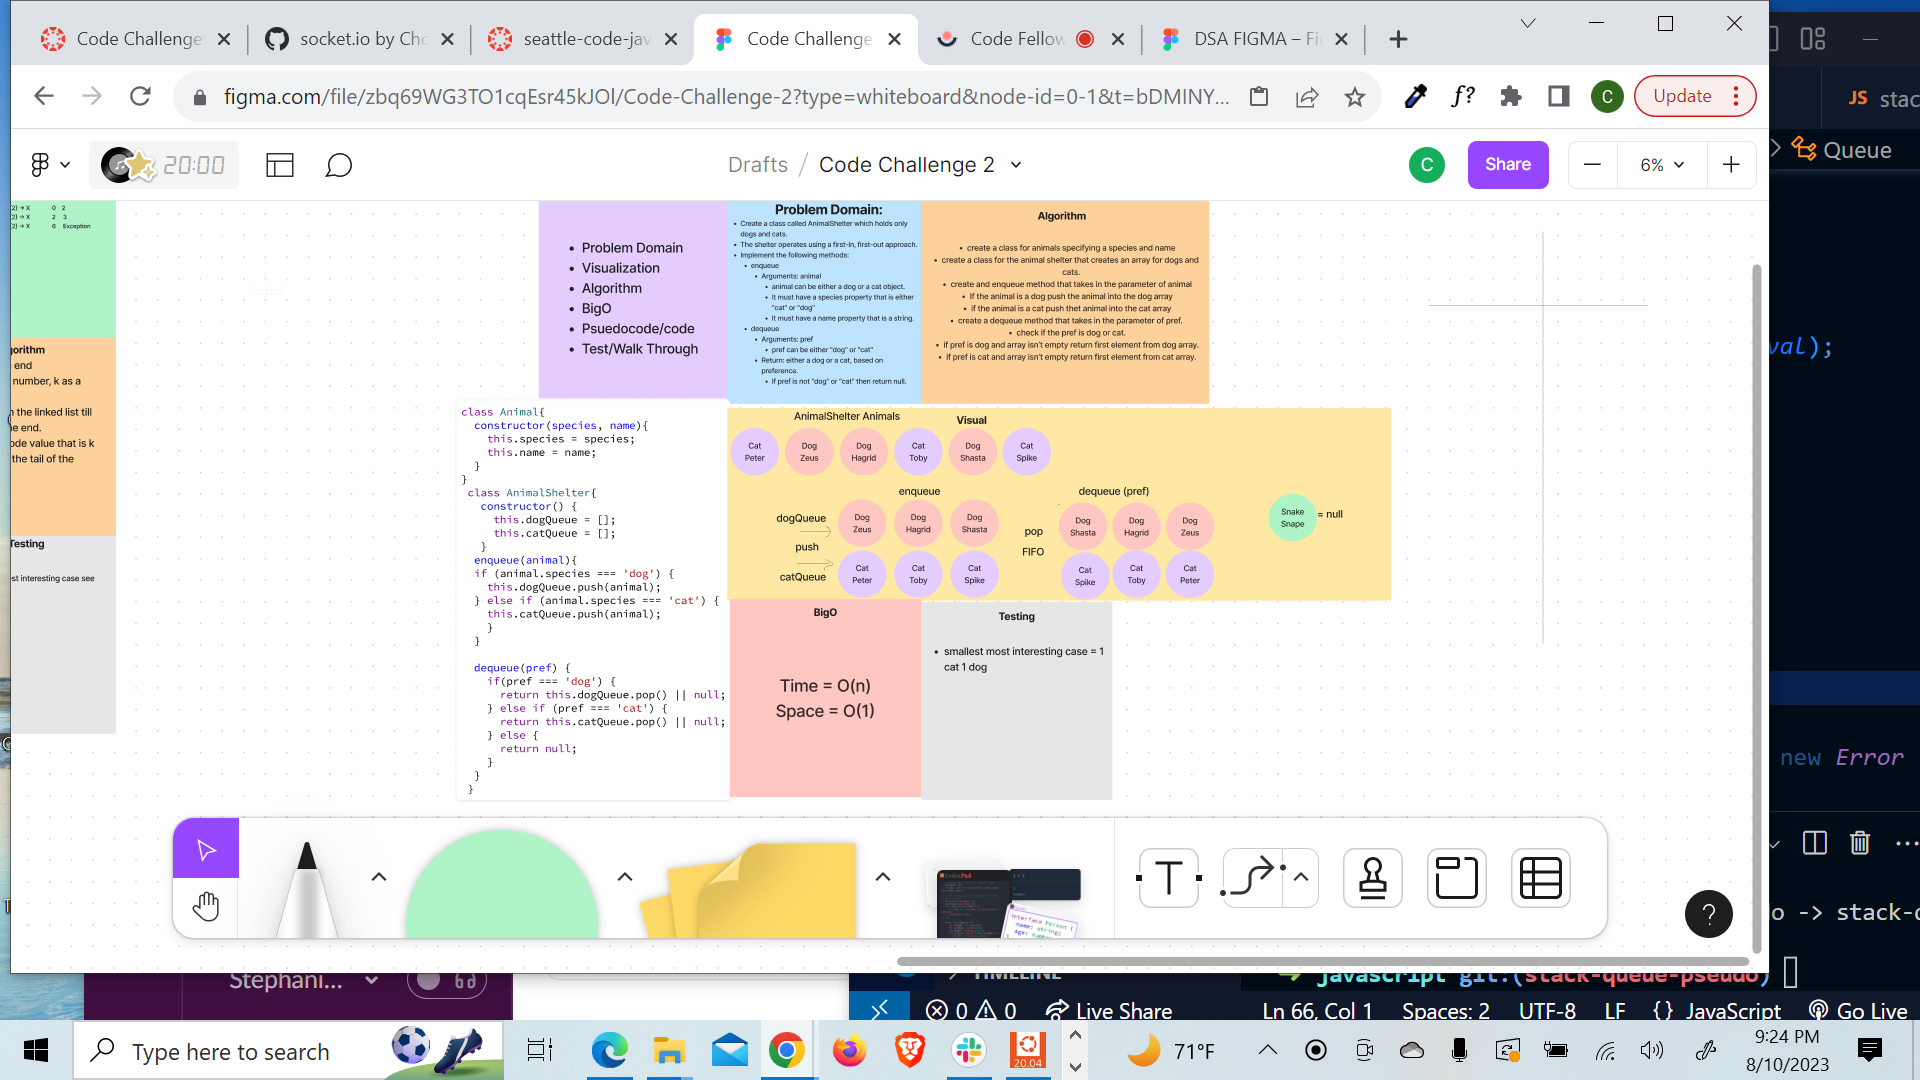 Code Challenge
socket.io by Cho
seattle-code-jav
Code Challenge
Code Fellow
DSA FIGMA – Fi
figma.com/file/zbq69WG3TO1cqEsr45kJOl/Code-Challenge-2?type=whiteboard&node-id=0-1&t=bDMINY...
f?
C
Update
JS stac
Queue
20:00
Drafts / Code Challenge 2
C
Share
6%
2) -> X 0 2
2) -> X 2 3
2) -> X 6 Exception
orithm
end
number, k as a
the linked list till
e end.
ode value that is k
the tail of the
Testing
st interesting case see
• Problem Domain
• Visualization
• Algorithm
• BigO
• Psuedocode/code
• Test/Walk Through
Problem Domain:
• Create a class called AnimalShelter which holds only
dogs and cats.
• The shelter operates using a first-in, first-out approach.
• Implement the following methods:
• enqueue
• Arguments: animal
• animal can be either a dog or a cat object.
• It must have a species property that is either
"cat" or "dog"
• It must have a name property that is a string.
• dequeue
• Arguments: pref
• pref can be either "dog" or "cat"
• Return: either a dog or a cat, based on
preference.
• If pref is not "dog" or "cat" then return null.
Algorithm
• create a class for animals specifying a species and name
• create a class for the animal shelter that creates an array for dogs and
cats.
• create and enqueue method that takes in the parameter of animal
• If the animal is a dog push the animal into the dog array
• if the animal is a cat push thet animal into the cat array
• create a dequeue method that takes in the parameter of pref.
• check if the pref is dog or cat.
• if pref is dog and array isn't empty return first element from dog array.
• if pref is cat and array isn't empty return first element from cat array.
class Animal{
constructor(species, name){
this.species = species;
this.name = name;
}
}
class AnimalShelter{
constructor() {
this.dogQueue = [];
this.catQueue = [];
}
enqueue(animal){
if (animal.species === 'dog') {
this.dogQueue.push(animal);
} else if (animal.species === 'cat') {
this.catQueue.push(animal);
}
}
dequeue(pref) {
if(pref === 'dog') {
return this.dogQueue.pop() || null;
} else if (pref === 'cat') {
return this.catQueue.pop() || null;
} else {
return null;
}
}
}
AnimalShelter Animals
Visual
Cat Peter
Dog Zeus
Dog Hagrid
Cat Toby
Dog Shasta
Cat Spike
enqueue
dequeue (pref)
dogQueue
push
catQueue
Dog Zeus
Dog Hagrid
Dog Shasta
Cat Peter
Cat Toby
Cat Spike
pop
FIFO
Dog Shasta
Dog Hagrid
Dog Zeus
Cat Spike
Cat Toby
Cat Peter
Snake Snape
= null
BigO
Time = O(n)
Space = O(1)
Testing
• smallest most interesting case = 1
cat 1 dog
val);
new Error
T
?
o -> stack-
Stephani...
TIMELINE
javascript git:(stack-queue-pseudo)
0 0 Live Share Ln 66, Col 1 Spaces: 2 UTF-8 LF {} JavaScript Go Live
Type here to search
20.04
71°F
9:24 PM
8/10/2023